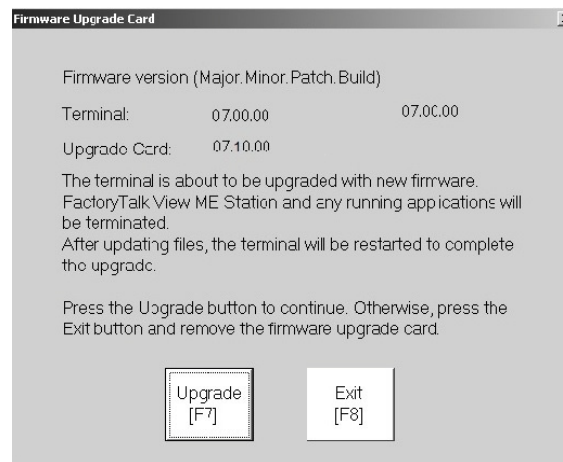 Firmware Upgrade Card
Firmware version (Major.Minor.Patch.Build)
Terminal: 07.00.00 07.00.00
Upgrade Card: 07.10.00
The terminal is about to be upgraded with new firmware.
FactoryTalk View ME Station and any running applications will
be terminated.
After updating files, the terminal will be restarted to complete
the upgrade.
Press the Upgrade button to continue. Otherwise, press the
Exit button and remove the firmware upgrade card.
Upgrade
[F7]
Exit
[F8]